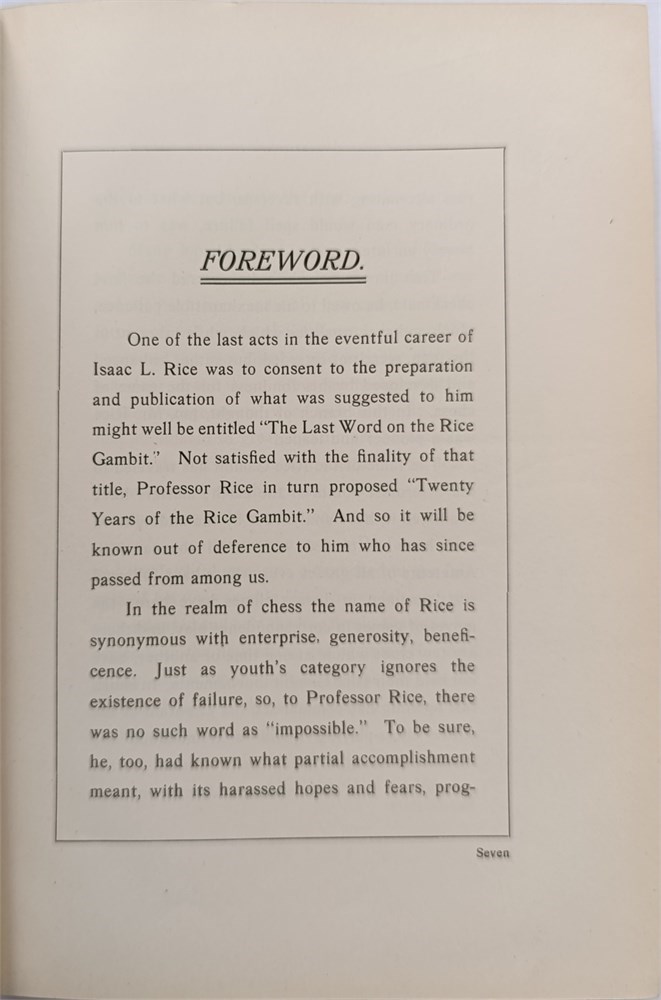 FOREWORD.
One of the last acts in the eventful career of
Isaac L. Rice was to consent to the preparation
and publication of what was suggested to him
might well be entitled “The Last Word on the Rice
Gambit.” Not satisfied with the finality of that
title, Professor Rice in turn proposed “Twenty
Years of the Rice Gambit.” And so it will be
known out of deference to him who has since
passed from among us.
In the realm of chess the name of Rice is
synonymous with enterprise, generosity, benefi-
cence. Just as youth’s category ignores the
existence of failure, so, to Professor Rice, there
was no such word as “impossible.” To be sure,
he, too, had known what partial accomplishment
meant, with its harassed hopes and fears, prog-
Seven